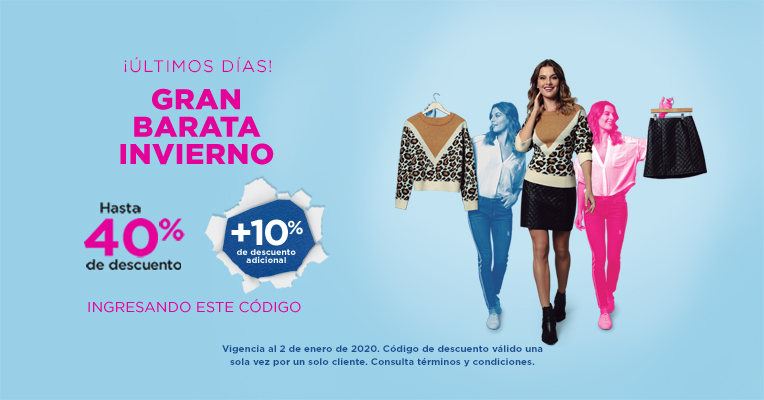 ¡ÚLTIMOS DÍAS!
GRAN
BARATA
INVIERNO
Hasta
40%
de descuento
+10%
de descuento
adicional
INGRESANDO ESTE CÓDIGO
Vigencia al 2 de enero de 2020. Código de descuento válido una
sola vez por un solo cliente. Consulta términos y condiciones.